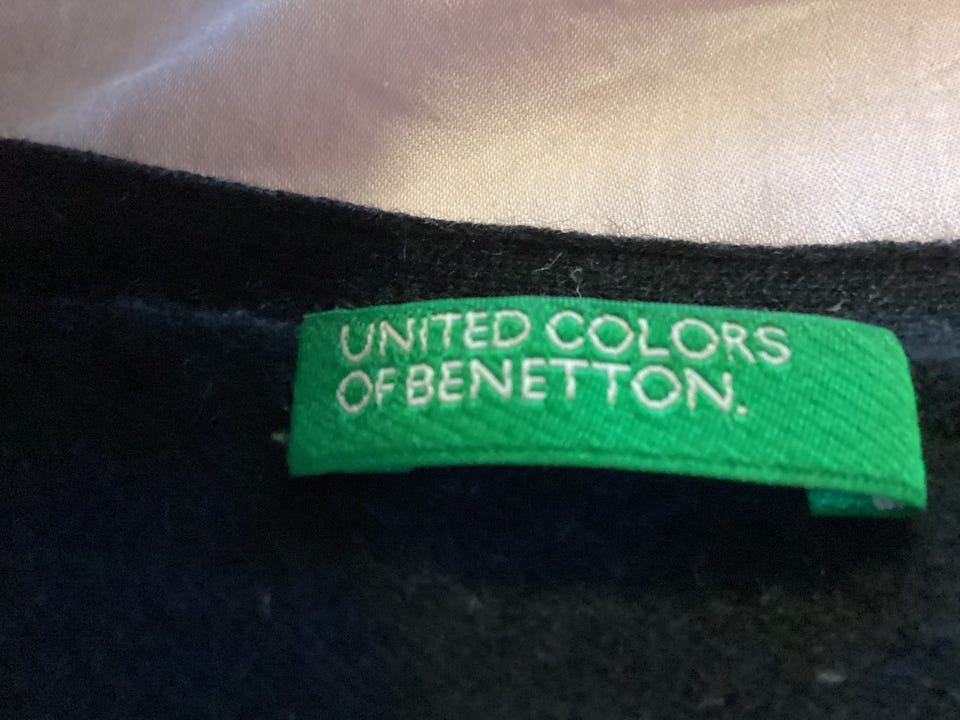 UNITED COLORS
OF BENETTON.